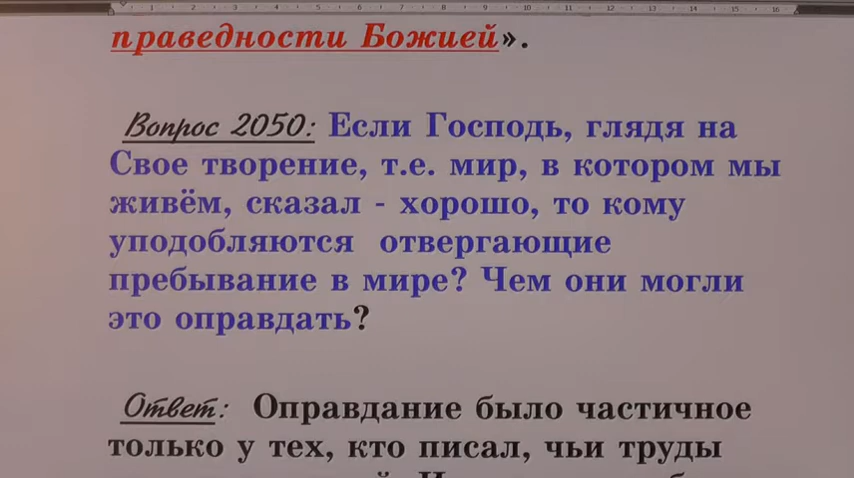 праведности Божией».
Вопрос 2050: Если Господь, глядя на
Свое творение, т.е. мир, в котором мы
живём, сказал - хорошо, то кому
уподобляются отвергающие
пребывание в мире? Чем они могли
это оправдать?
Ответ: Оправдание было частичное
только у тех, кто писал, чьи труды